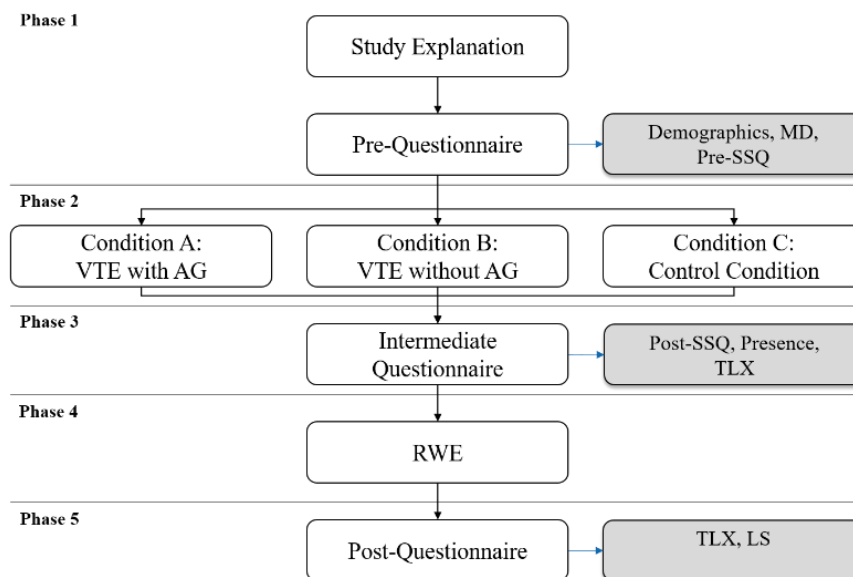 Phase 1
Study Explanation
Pre-Questionnaire
Demographics, MD,
Pre-SSQ
Phase 2
Condition A:
VTE with AG
Condition B:
VTE without AG
Condition C:
Control Condition
Phase 3
Intermediate
Questionnaire
Post-SSQ, Presence,
TLX
Phase 4
RWE
Phase 5
Post-Questionnaire
TLX, LS